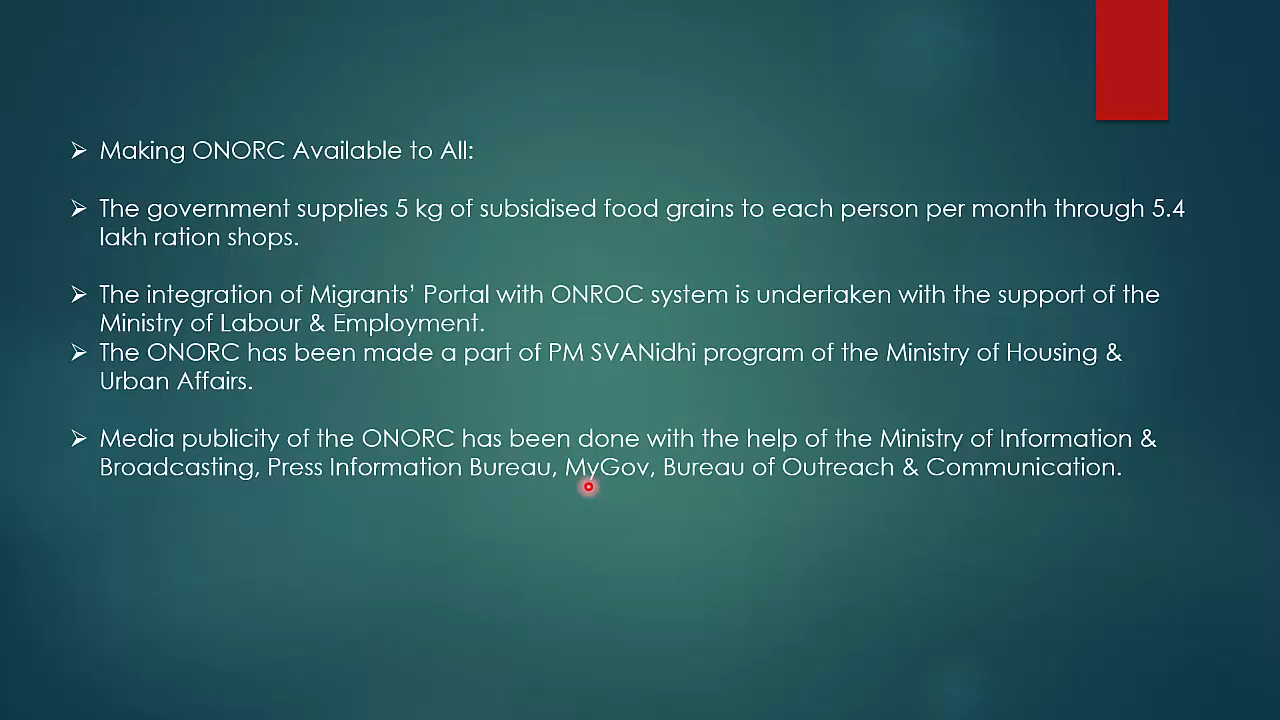 ➢ Making ONORC Available to All:
➢ The government supplies 5 kg of subsidised food grains to each person per month through 5.4
lakh ration shops.
➢ The integration of Migrants’ Portal with ONROC system is undertaken with the support of the
Ministry of Labour & Employment.
➢ The ONORC has been made a part of PM SVANidhi program of the Ministry of Housing &
Urban Affairs.
➢ Media publicity of the ONORC has been done with the help of the Ministry of Information &
Broadcasting, Press Information Bureau, MyGov, Bureau of Outreach & Communication.